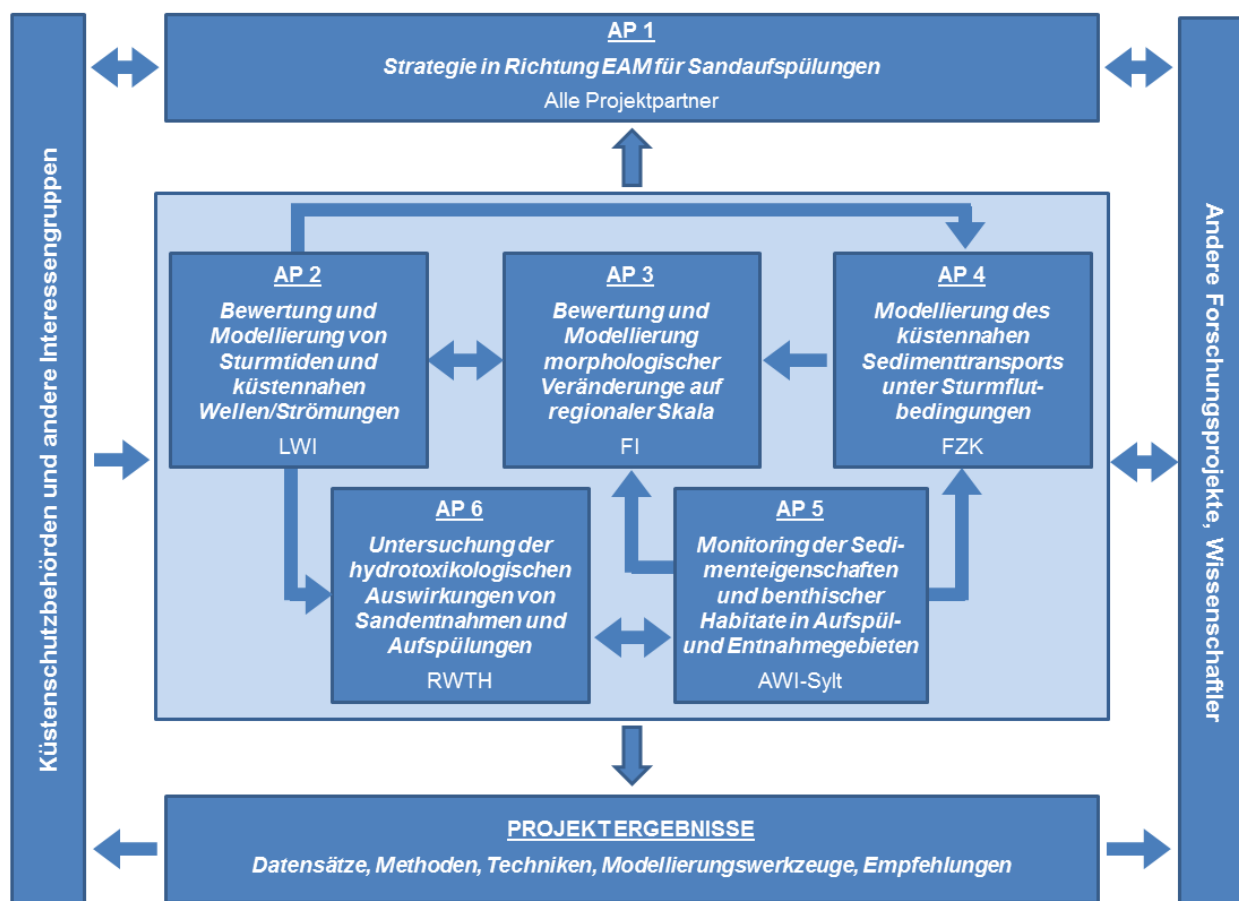 Küstenschutzbehörden und andere Interessengruppen
AP 1
Strategie in Richtung EAM für Sandaufspülungen
Alle Projektpartner
AP 2
Bewertung und
Modellierung von
Sturmtiden und
küstennahen
Wellen/Strömungen
LWI
AP 3
Bewertung und
Modellierung
morphologischer
Veränderunge auf
regionaler Skala
FI
AP 4
Modellierung des
küstennahen
Sedimenttransports
unter Sturmflut-
bedingungen
FZK
AP 6
Untersuchung der
hydrotoxikologischen
Auswirkungen von
Sandentnahmen und
Aufspülungen
RWTH
AP 5
Monitoring der Sedi-
menteigenschaften
und benthischer
Habitate in Aufspül-
und Entnahmegebieten
AWI-Sylt
PROJEKTERGEBNISSE
Datensätze, Methoden, Techniken, Modellierungswerkzeuge, Empfehlungen
Andere Forschungsprojekte, Wissenschaftler